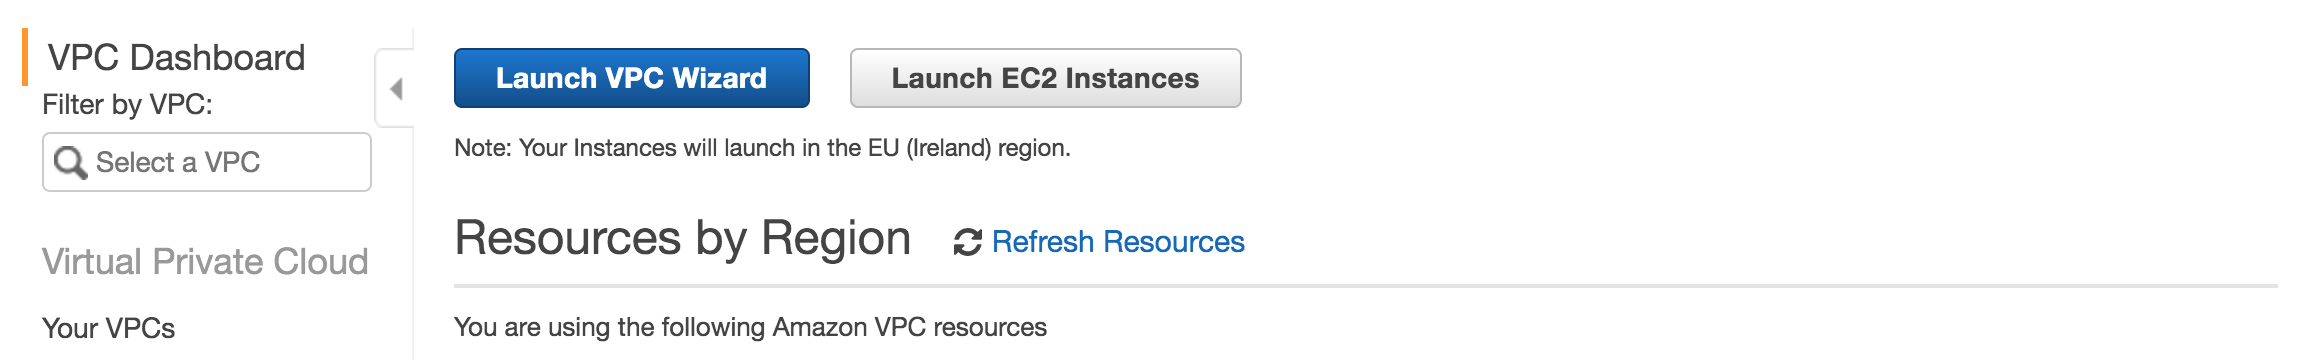 VPC Dashboard
Filter by VPC:
Select a VPC
Virtual Private Cloud
Your VPCs
Launch VPC Wizard
Launch EC2 Instances
Note: Your Instances will launch in the EU (Ireland) region.
Resources by Region
Refresh Resources
You are using the following Amazon VPC resources